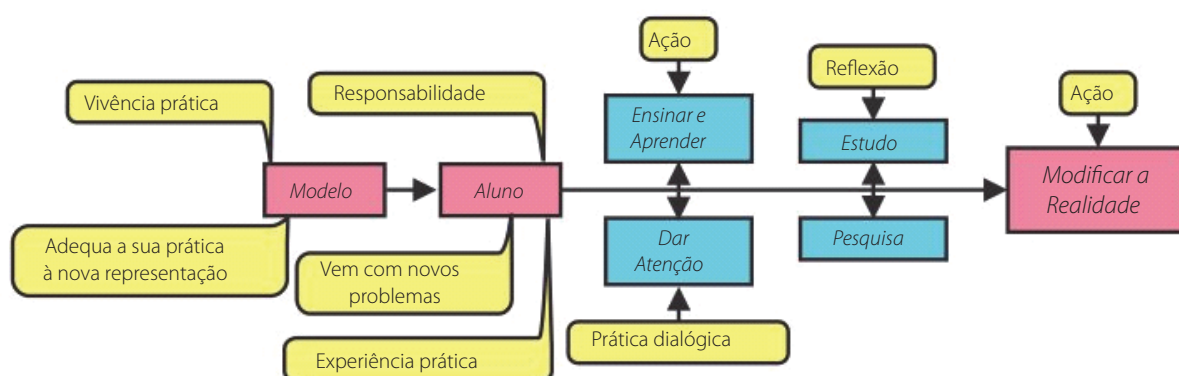 Ação
Reflexão
Ação
Vivência prática
Responsabilidade
Ensinar e
Aprender
Estudo
Modelo
Aluno
Modificar a
Realidade
Adequa a sua prática
à nova representação
Vem com novos
problemas
Dar
Atenção
Pesquisa
Prática dialógica
Experiência prática